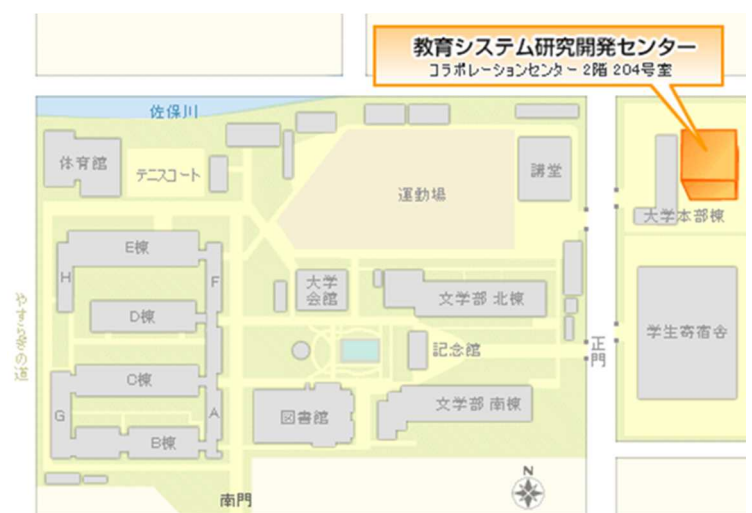 教育システム研究開発センター
コラボレーションセンター 2階 204号室
佐保川
体育館
テニスコート
運動場
講堂
大学本部棟
E棟
H
F
大学
会館
文学部 北棟
D棟
やすらぎの道
記念館
正門
学生寄宿舎
C棟
G
A
図書館
文学部 南棟
B棟
南門
N